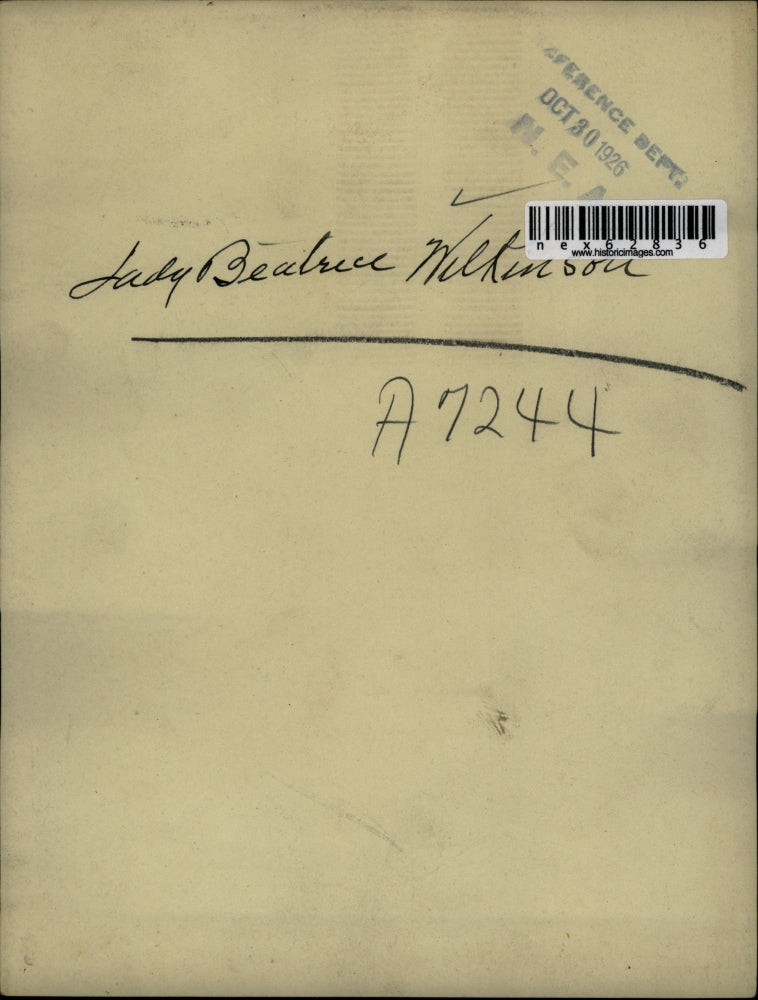 REFERENCE DEPT.
OCT 30 1926
N. E. A
nex62836
www.historicimages.com
Lady Beatrice Wilkinson
A7244